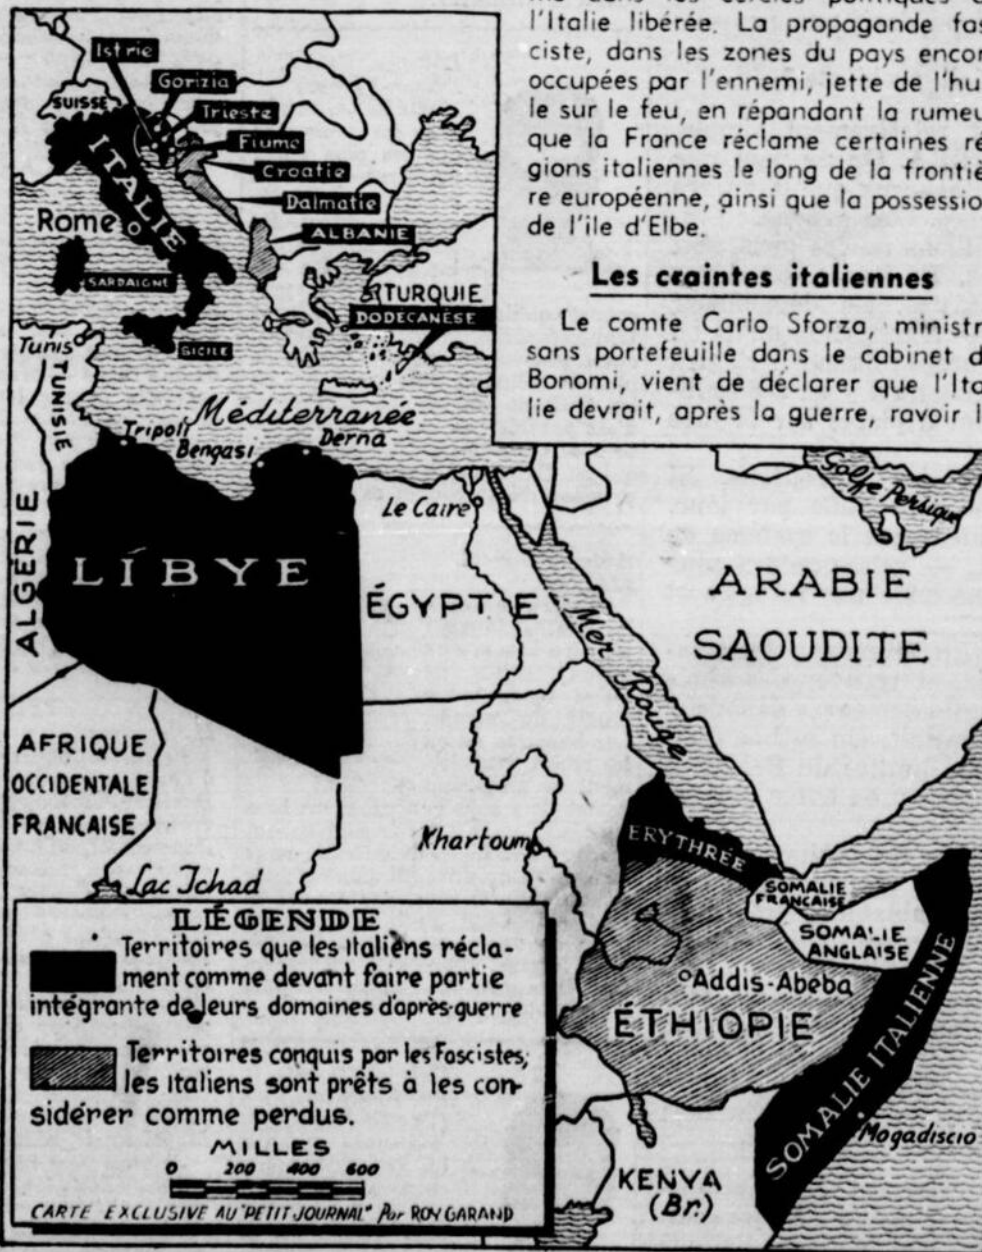 l'Italie libérée. La propagande fas-
ciste, dans les zones du pays encor
occupées par l'ennemi, jette de l'hui
le sur le feu, en répandant la rumeu
que la France réclame certaines ré
gions italiennes le long de la frontiè
re européenne, ainsi que la possessio
de l'ile d'Elbe.
Les craintes italiennes
Le comte Carlo Sforza, ministr
sans portefeuille dans le cabinet d
Bonomi, vient de déclarer que l'Ita
lie devrait, après la guerre, ravoir l
Istrie
Gorizia
SUISSE
Trieste
Fiume
Croatie
ITALIE
Dalmatie
Rome
ALBANIE
SARDAIGNE
TURQUIE
DODÉCANÈSE
Tunis
SICILE
TUNISIE
Méditerranée
Tripoli
Bengasi
Derna
Golfe Persique
Le Caire
ALGERIE
LIBYE
ÉGYPTE
ARABIE
SAOUDITE
Mer Rouge
AFRIQUE
OCCIDENTALE
FRANÇAISE
Khartoum
ERYTHRÉE
Lac Tchad
SOMALIE
FRANÇAISE
SOMALIE
ANGLAISE
Addis-Abeba
ÉTHIOPIE
SOMALIE ITALIENNE
Mogadiscio
KENYA
(Br.)
LÉGENDE
Territoires que les Italiens récla-
ment comme devant faire partie
intégrante de leurs domaines d'après-guerre
Territoires conquis par les Fascistes;
les Italiens sont prêts à les con-
sidérer comme perdus.
MILLES
0 200 400 600
CARTE EXCLUSIVE AU "PETIT JOURNAL" Par ROY GARAND